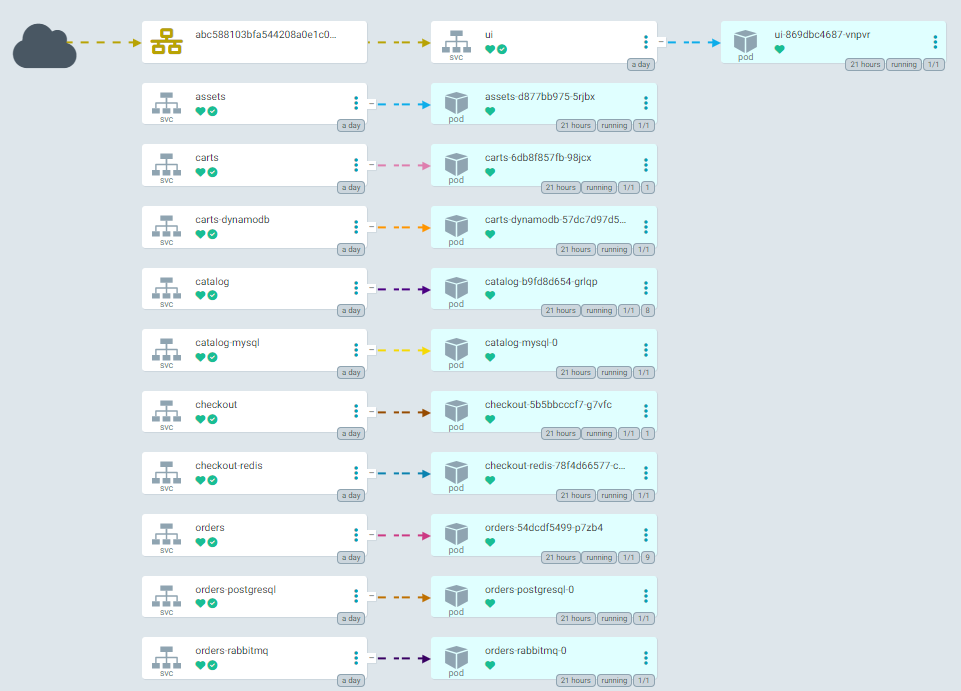 abc588103bfa544208a0e1c0...
svc
ui
a day
pod
ui-869dbc4687-vnpvr
21 hours running 1/1
svc
assets
a day
pod
assets-d877bb975-5rjbx
21 hours running 1/1
svc
carts
a day
pod
carts-6db8f857fb-98jcx
21 hours running 1/1 1
svc
carts-dynamodb
a day
pod
carts-dynamodb-57dc7d97d5...
21 hours running 1/1
svc
catalog
a day
pod
catalog-b9fd8d654-grlqp
21 hours running 1/1 8
svc
catalog-mysql
a day
pod
catalog-mysql-0
21 hours running 1/1
svc
checkout
a day
pod
checkout-5b5bbcccf7-g7vfc
21 hours running 1/1 1
svc
checkout-redis
a day
pod
checkout-redis-78f4d66577-c...
21 hours running 1/1
svc
orders
a day
pod
orders-54dcdf5499-p7zb4
21 hours running 1/1 9
svc
orders-postgresql
a day
pod
orders-postgresql-0
21 hours running 1/1
svc
orders-rabbitmq
a day
pod
orders-rabbitmq-0
21 hours running 1/1